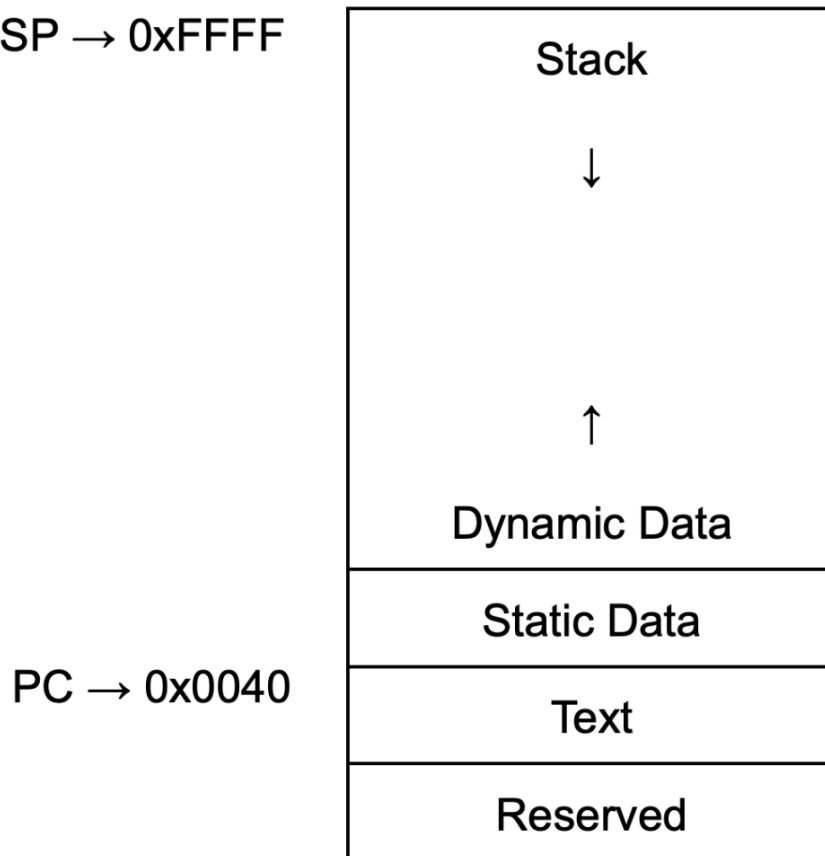 SP → 0xFFFF
Stack
↓
↑
Dynamic Data
Static Data
PC → 0x0040
Text
Reserved